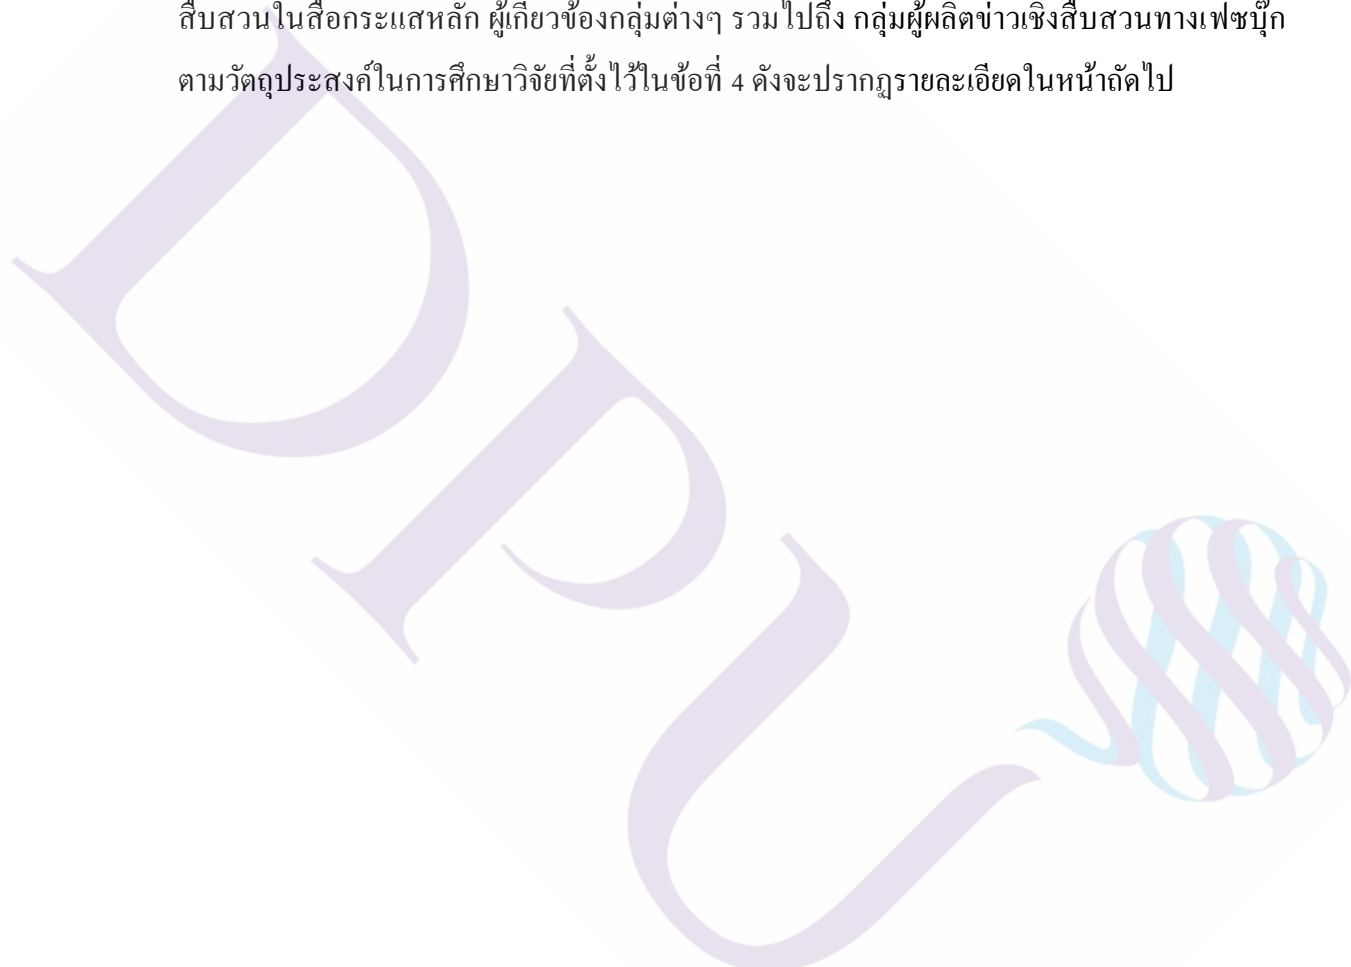 สืบสวนในสื่อกระแสหลัก ผู้เกี่ยวข้องกลุ่มต่างๆ รวมไปถึง กลุ่มผู้ผลิตข่าวเชิงสืบสวนทางเฟซบุ๊ก
ตามวัตถุประสงค์ในการศึกษาวิจัยที่ตั้งไว้ในข้อที่ 4 ดังจะปรากฏรายละเอียดในหน้าถัดไป
DPU